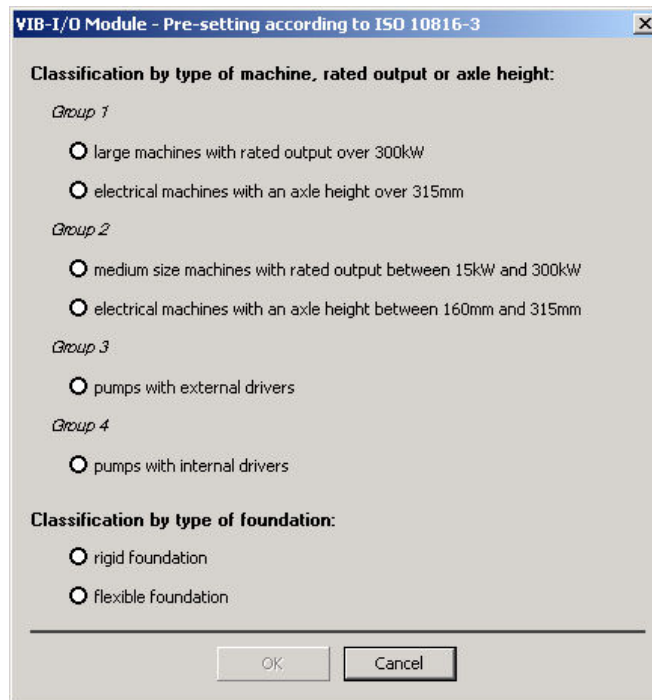 VIB-I/O Module - Pre-setting according to ISO 10816-3
Classification by type of machine, rated output or axle height:
Group 1
large machines with rated output over 300kW
electrical machines with an axle height over 315mm
Group 2
medium size machines with rated output between 15kW and 300kW
electrical machines with an axle height between 160mm and 315mm
Group 3
pumps with external drivers
Group 4
pumps with internal drivers
Classification by type of foundation:
rigid foundation
flexible foundation
OK
Cancel